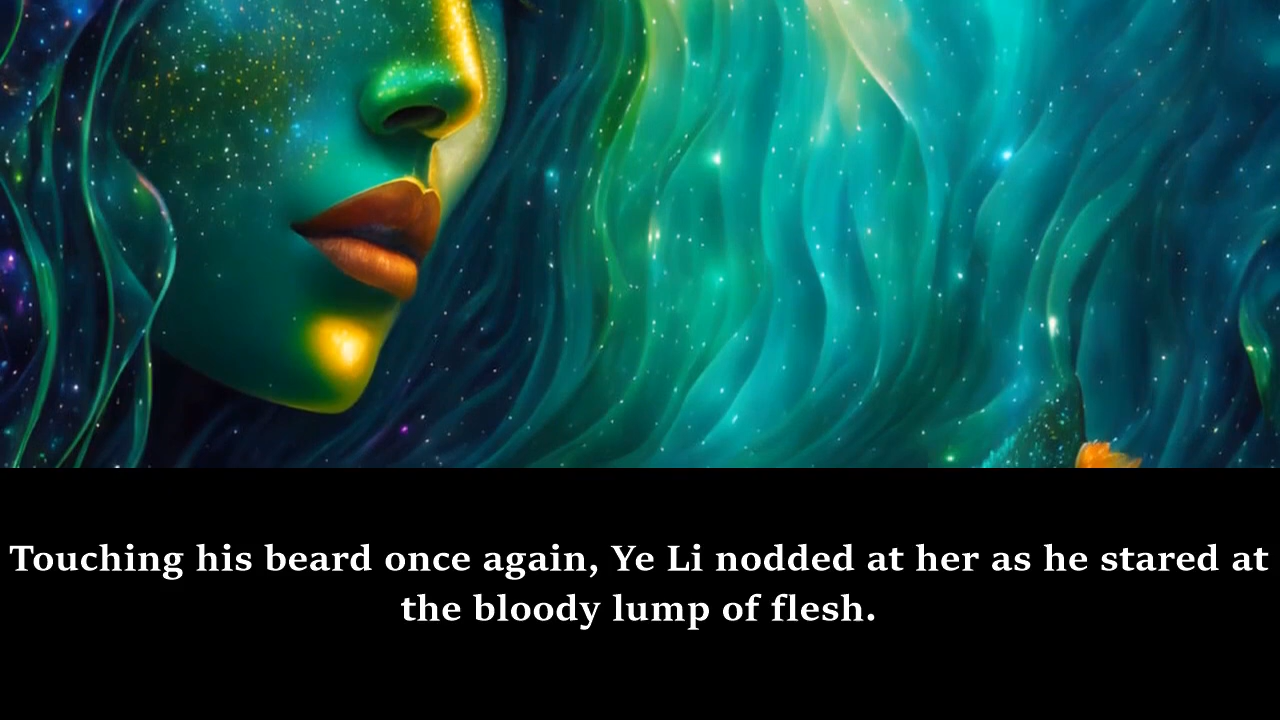 Touching his beard once again, Ye Li nodded at her as he stared at
the bloody lump of flesh.